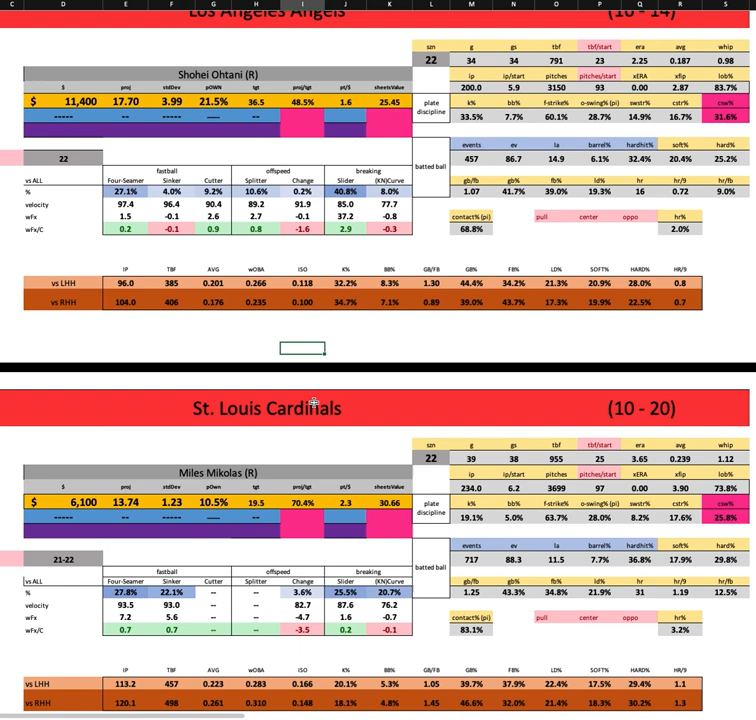 C D E F G H I J K L M N O P Q R S
Los Angeles Angels (10 - 14)
szn g gs tbf tbf/start era avg whip
22 34 34 791 23 2.25 0.187 0.98
Shohei Ohtani (R) ip ip/start pitches pitches/start xERA xfip lob%
200.0 5.9 3150 93 0.00 2.87 83.7%
$ proj stdDev pOWN tgt proj/tgt pt/$ sheetsValue
$ 11,400 17.70 3.99 21.5% 36.5 48.5% 1.6 25.45
plate discipline k% bb% f-strike% o-swing% (pi) swstr% cstr% csw%
----- -- -- ---- -- 33.5% 7.7% 60.1% 28.7% 14.9% 16.7% 31.6%
batted ball events ev la barrel% hardhit% soft% hard%
22 457 86.7 14.9 6.1% 32.4% 20.4% 25.2%
fastball offspeed breaking
vs ALL Four-Seamer Sinker Cutter Splitter Change Slider (KN)Curve gb/fb gb% fb% ld% hr hr/9 hr/fb
% 27.1% 4.0% 9.2% 10.6% 0.2% 40.8% 8.0% 1.07 41.7% 39.0% 19.3% 16 0.72 9.0%
velocity 97.4 96.4 90.4 89.2 91.9 85.0 77.7
wFx 1.5 -0.1 2.6 2.7 -0.1 37.2 -0.8 contact% (pi) pull center oppo hr%
wFx/C 0.2 -0.1 0.9 0.8 -1.6 2.9 -0.3 68.8% 2.0%
IP TBF AVG wOBA ISO K% BB% GB/FB GB% FB% LD% SOFT% HARD% HR/9
vs LHH 96.0 385 0.201 0.266 0.118 32.2% 8.3% 1.30 44.4% 34.2% 21.3% 20.9% 28.0% 0.8
vs RHH 104.0 406 0.176 0.235 0.100 34.7% 7.1% 0.89 39.0% 43.7% 17.3% 19.9% 22.5% 0.7
St. Louis Cardinals (10 - 20)
szn g gs tbf tbf/start era avg whip
22 39 38 955 25 3.65 0.239 1.12
Miles Mikolas (R) ip ip/start pitches pitches/start xERA xfip lob%
$ proj stdDev pOwn tgt proj/tgt pt/$ sheetsValue
234.0 6.2 3699 97 0.00 3.90 73.8%
$ 6,100 13.74 1.23 10.5% 19.5 70.4% 2.3 30.66
plate discipline k% bb% f-strike% o-swing% (pi) swstr% cstr% csw%
----- -- -- ---- -- 19.1% 5.0% 63.7% 28.0% 8.2% 17.6% 25.8%
batted ball events ev la barrel% hardhit% soft% hard%
21-22 717 88.3 11.5 7.7% 36.8% 17.9% 29.8%
fastball offspeed breaking
vs ALL Four-Seamer Sinker Cutter Splitter Change Slider (KN)Curve gb/fb gb% fb% ld% hr hr/9 hr/fb
% 27.8% 22.1% -- -- 3.6% 25.5% 20.7% 1.25 43.3% 34.8% 21.9% 31 1.19 12.5%
velocity 93.5 93.0 -- -- 82.7 87.6 76.2
wFx 7.2 5.6 -- -- -4.7 1.6 -0.7 contact% (pi) pull center oppo hr%
wFx/C 0.7 0.7 -- -- -3.5 0.2 -0.1 83.1% 3.2%
IP TBF AVG wOBA ISO K% BB% GB/FB GB% FB% LD% SOFT% HARD% HR/9
vs LHH 113.2 457 0.223 0.283 0.166 20.1% 5.3% 1.05 39.7% 37.9% 22.4% 17.5% 29.4% 1.1
vs RHH 120.1 498 0.261 0.310 0.148 18.1% 4.8% 1.45 46.6% 32.0% 21.4% 18.3% 30.2% 1.3